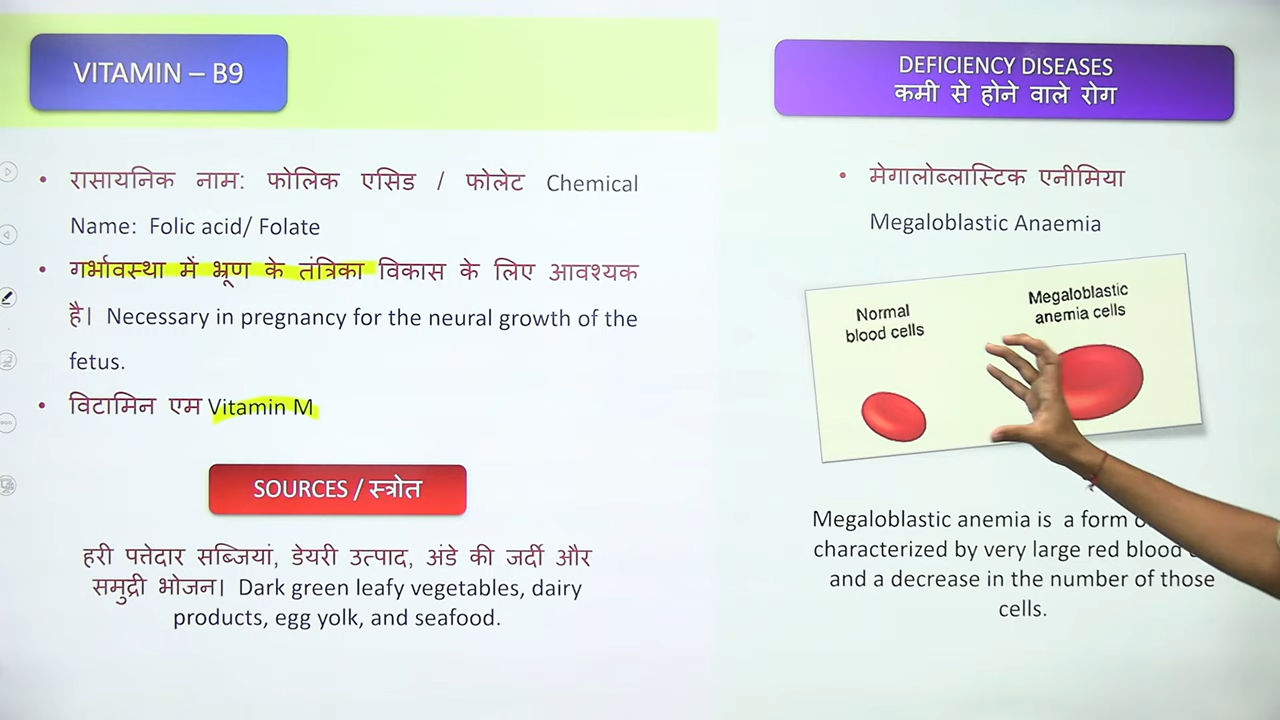 VITAMIN – B9
• रासायनिक नाम: फोलिक एसिड / फोलेट Chemical
Name: Folic acid/ Folate
• गर्भावस्था में भ्रूण के तंत्रिका विकास के लिए आवश्यक
है। Necessary in pregnancy for the neural growth of the
fetus.
• विटामिन एम Vitamin M
SOURCES / स्त्रोत
हरी पत्तेदार सब्जियां, डेयरी उत्पाद, अंडे की जर्दी और
समुद्री भोजन। Dark green leafy vegetables, dairy
products, egg yolk, and seafood.
DEFICIENCY DISEASES
कमी से होने वाले रोग
• मेगालोब्लास्टिक एनीमिया
Megaloblastic Anaemia
Normal
blood cells
Megaloblastic
anemia cells
Megaloblastic anemia is a form
characterized by very large red blood
and a decrease in the number of those
cells.